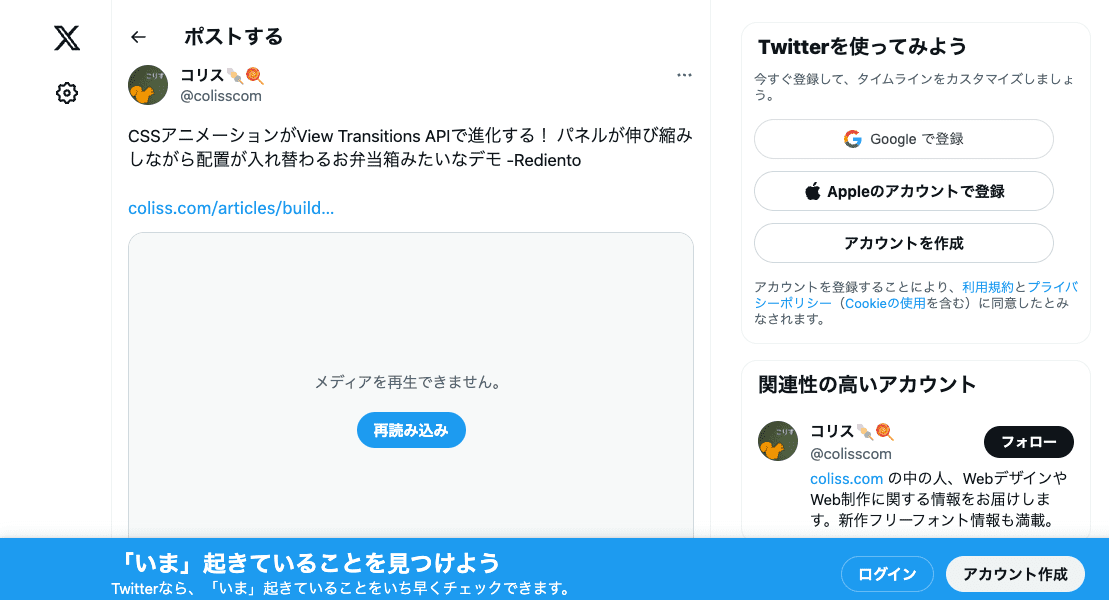 ポストする
コリス
@colisscom
CSSアニメーションがView Transitions APIで進化する！ パネルが伸び縮み
しながら配置が入れ替わるお弁当箱みたいなデモ -Rediento
coliss.com/articles/build…
メディアを再生できません。
再読み込み
Twitterを使ってみよう
今すぐ登録して、タイムラインをカスタマイズしましょ
う。
Google で登録
Appleのアカウントで登録
アカウントを作成
アカウントを登録することにより、利用規約とプライバ
シーポリシー（Cookieの使用を含む）に同意したとみ
なされます。
関連性の高いアカウント
コリス
@colisscom
フォロー
coliss.com の中の人、Webデザインや
Web制作に関する情報をお届けしま
す。新作フリーフォント情報も満載。
「いま」起きていることを見つけよう
Twitterなら、「いま」起きていることをいち早くチェックできます。
ログイン
アカウント作成